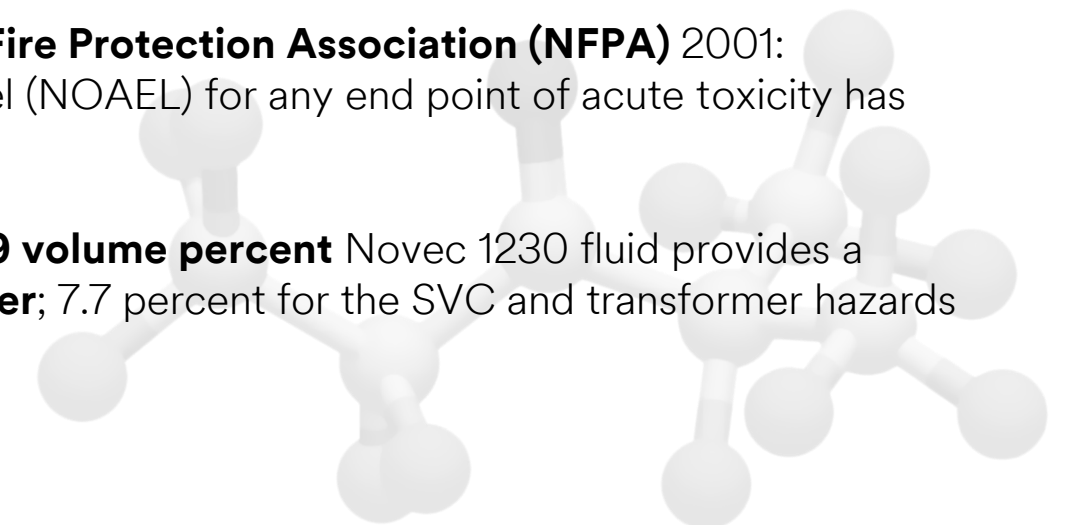 Fire Protection Association (NFPA) 2001:
(NOAEL) for any end point of acute toxicity has
9 volume percent Novec 1230 fluid provides a
er; 7.7 percent for the SVC and transformer hazards